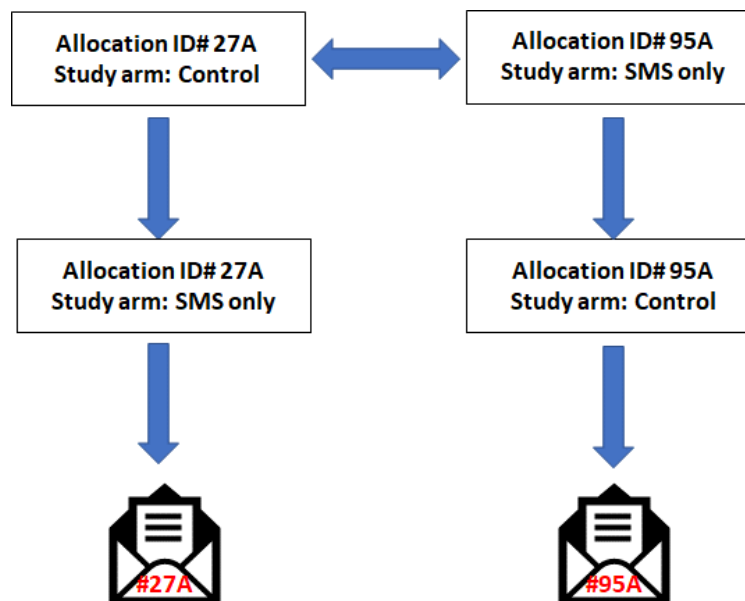 Allocation ID# 27A
Study arm: Control
Allocation ID# 95A
Study arm: SMS only
Allocation ID# 27A
Study arm: SMS only
Allocation ID# 95A
Study arm: Control
#27A
#95A